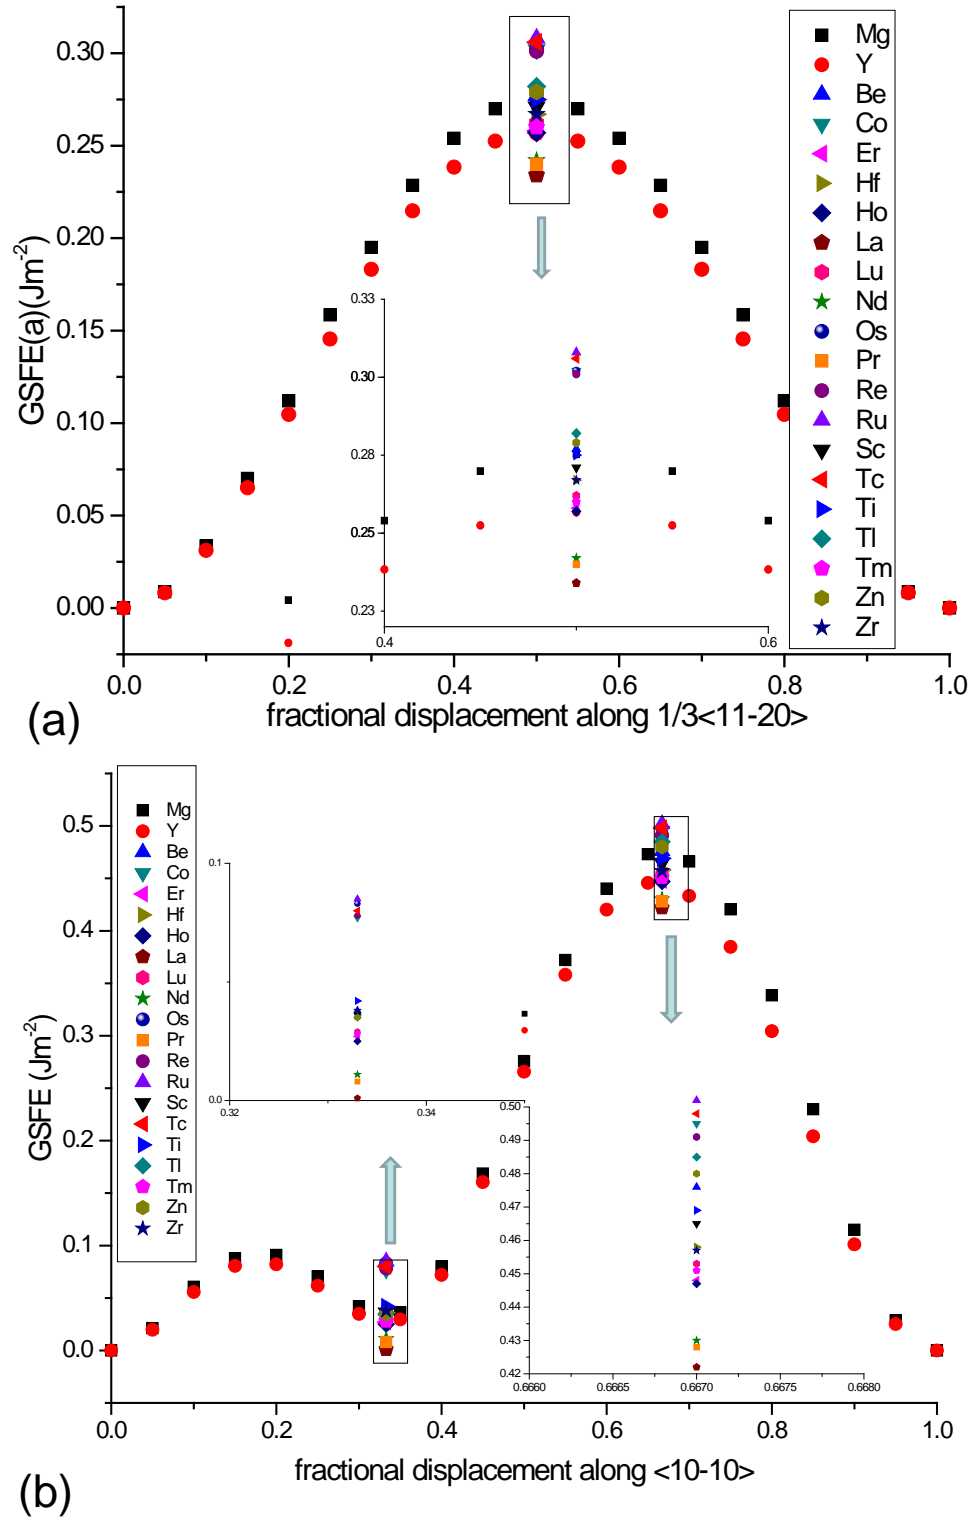 0.30
0.25
0.20
0.15
0.10
0.05
0.00
GSFE(a)(Jm-2)
0.0
0.2
0.4
0.6
0.8
1.0
fractional displacement along 1/3<11-20>
(a)
0.33
0.30
0.28
0.25
0.23
0.4
0.6
Mg
Y
Be
Co
Er
Hf
Ho
La
Lu
Nd
Os
Pr
Re
Ru
Sc
Tc
Ti
Tl
Tm
Zn
Zr
0.5
0.4
0.3
0.2
0.1
0.0
GSFE (Jm-2)
0.0
0.2
0.4
0.6
0.8
1.0
fractional displacement along <10-10>
(b)
Mg
Y
Be
Co
Er
Hf
Ho
La
Lu
Nd
Os
Pr
Re
Ru
Sc
Tc
Ti
Tl
Tm
Zn
Zr
0.1
0.0
0.32
0.34
0.50
0.49
0.48
0.47
0.46
0.45
0.44
0.43
0.42
0.6660
0.6665
0.6670
0.6675
0.6680